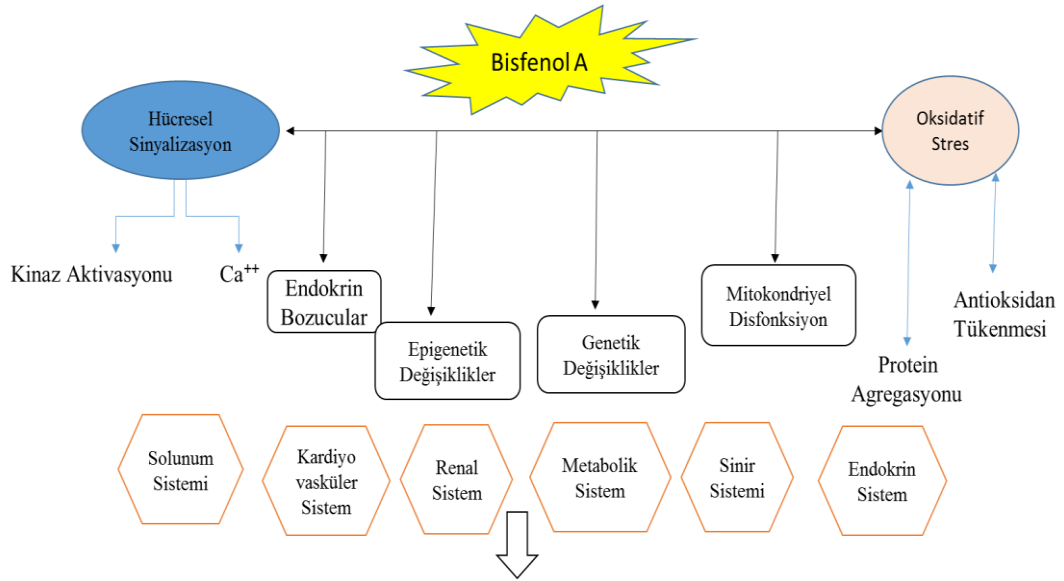 Bisfenol A
Hücresel
Sinyalizasyon
Oksidatif
Stres
Kinaz Aktivasyonu
Ca++
Endokrin
Bozucular
Epigenetik
Değişiklikler
Genetik
Değişiklikler
Mitokondriyel
Disfonksiyon
Antioksidan
Tükenmesi
Protein
Agregasyonu
Solunum
Sistemi
Kardiyo
vasküler
Sistem
Renal
Sistem
Metabolik
Sistem
Sinir
Sistemi
Endokrin
Sistem